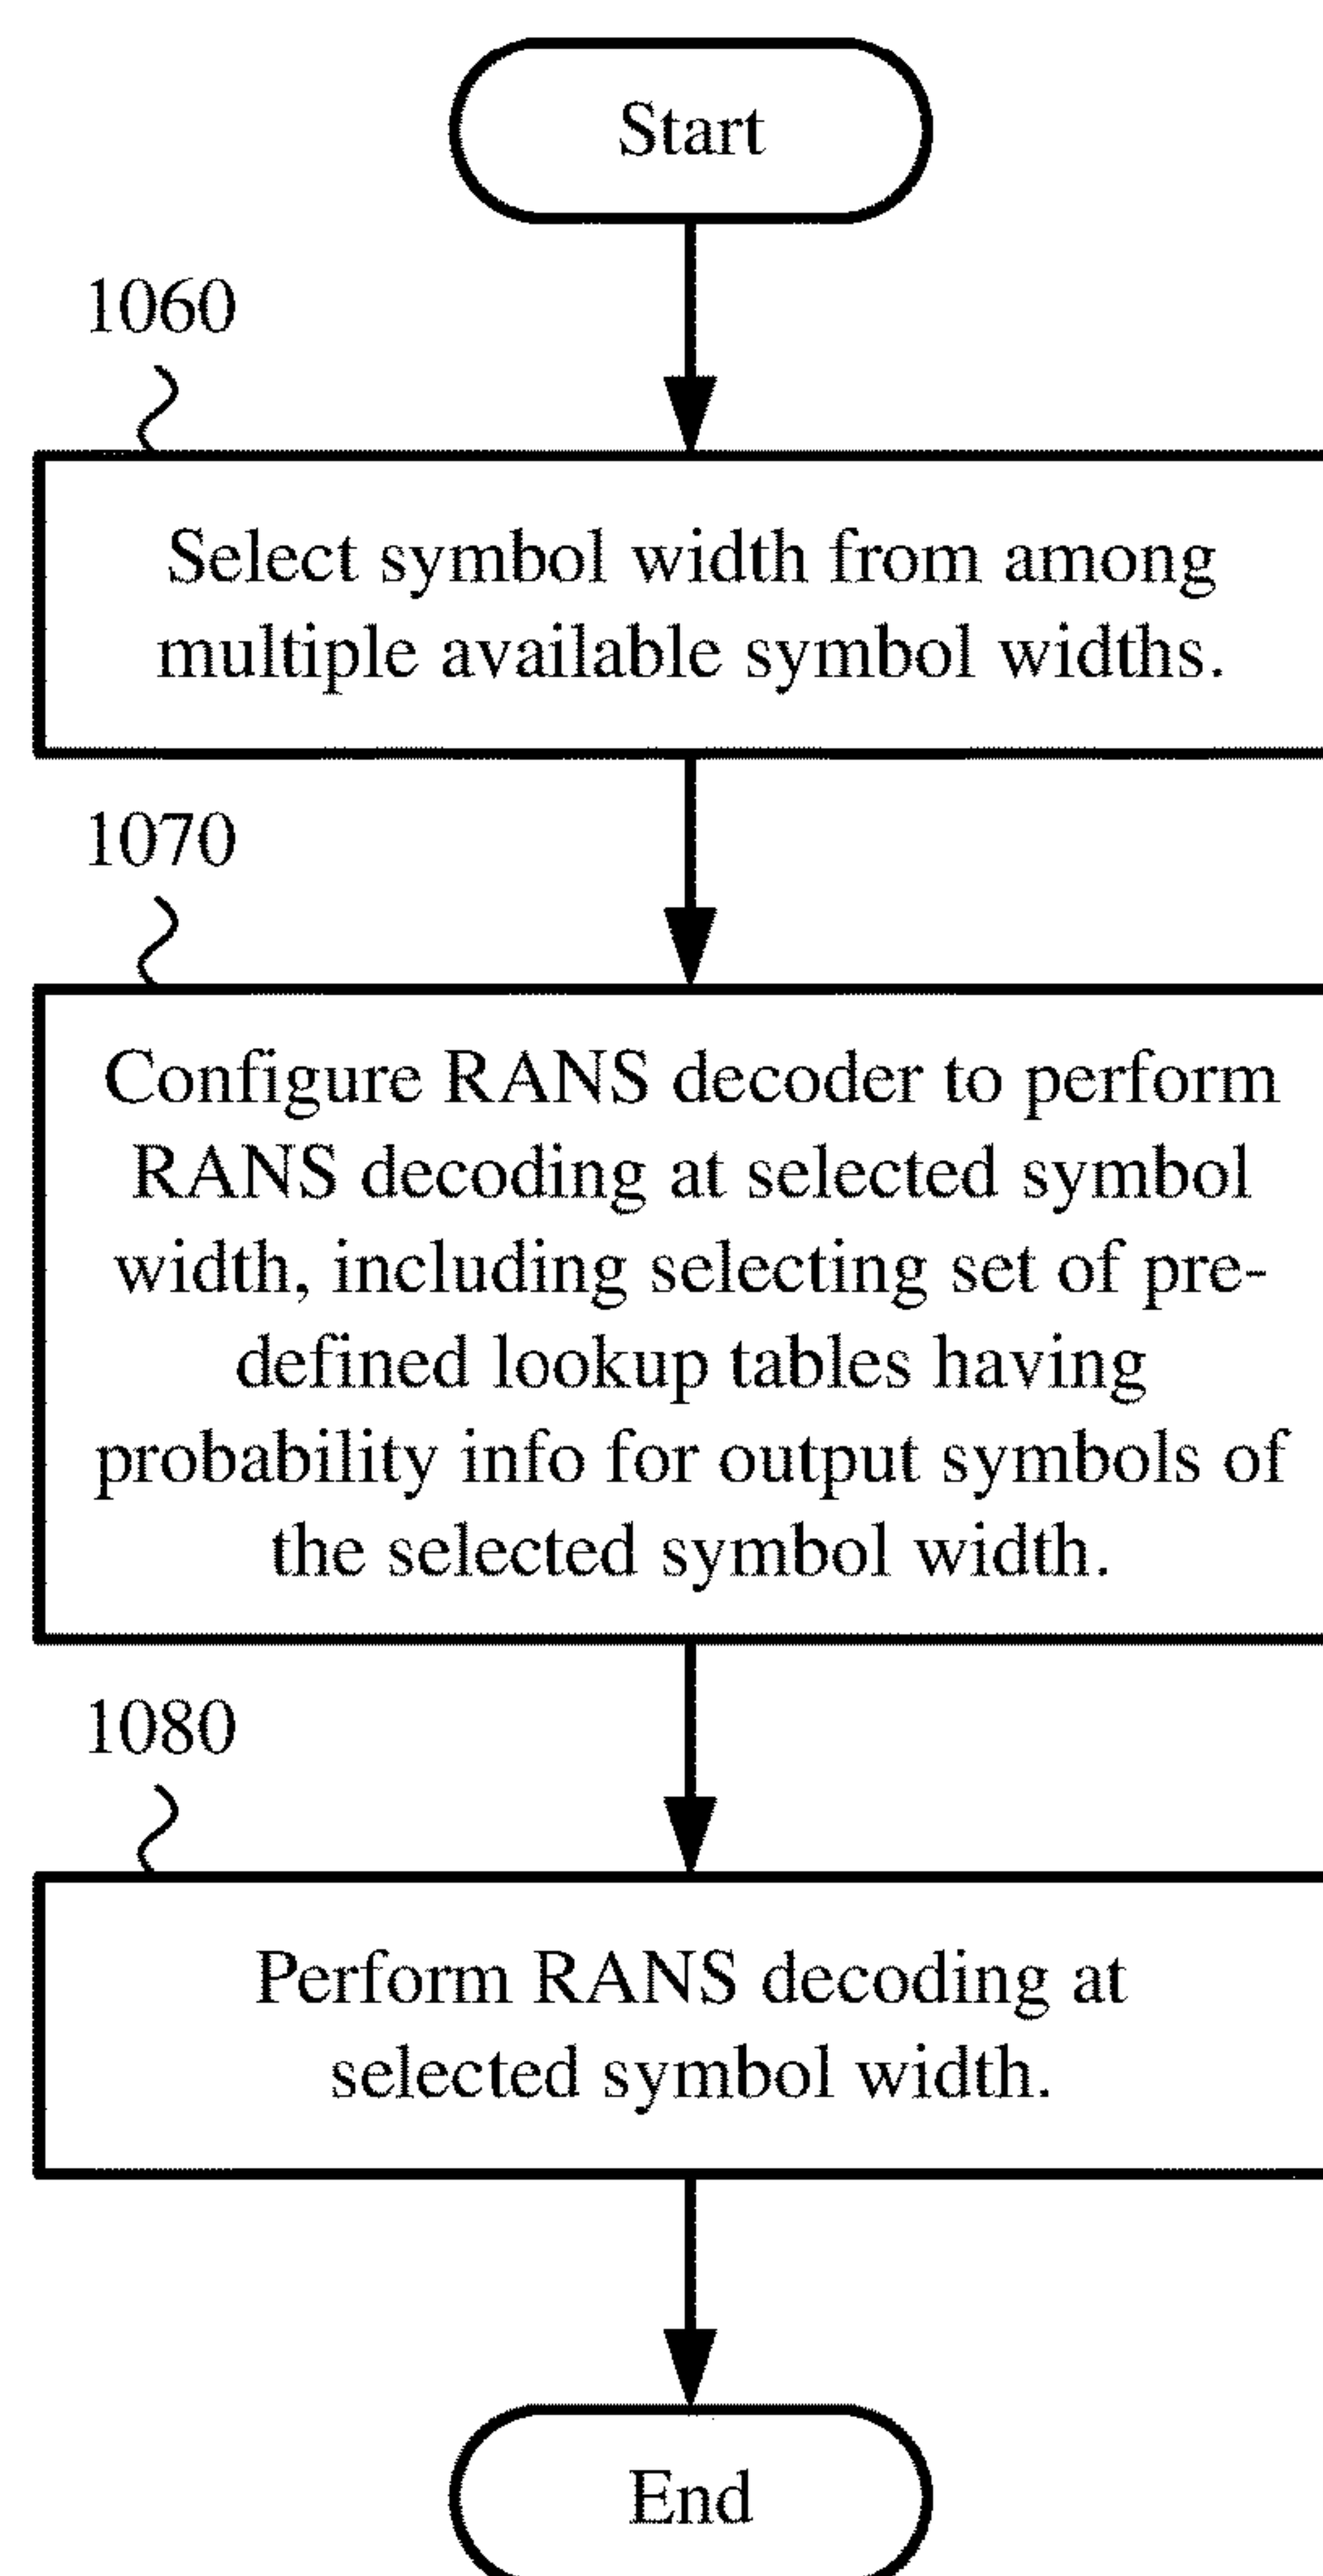 Start
1060
Select symbol width from among
multiple available symbol widths.
1070
Configure RANS decoder to perform
RANS decoding at selected symbol
width, including selecting set of pre-
defined lookup tables having
probability info for output symbols of
the selected symbol width.
1080
Perform RANS decoding at
selected symbol width.
End